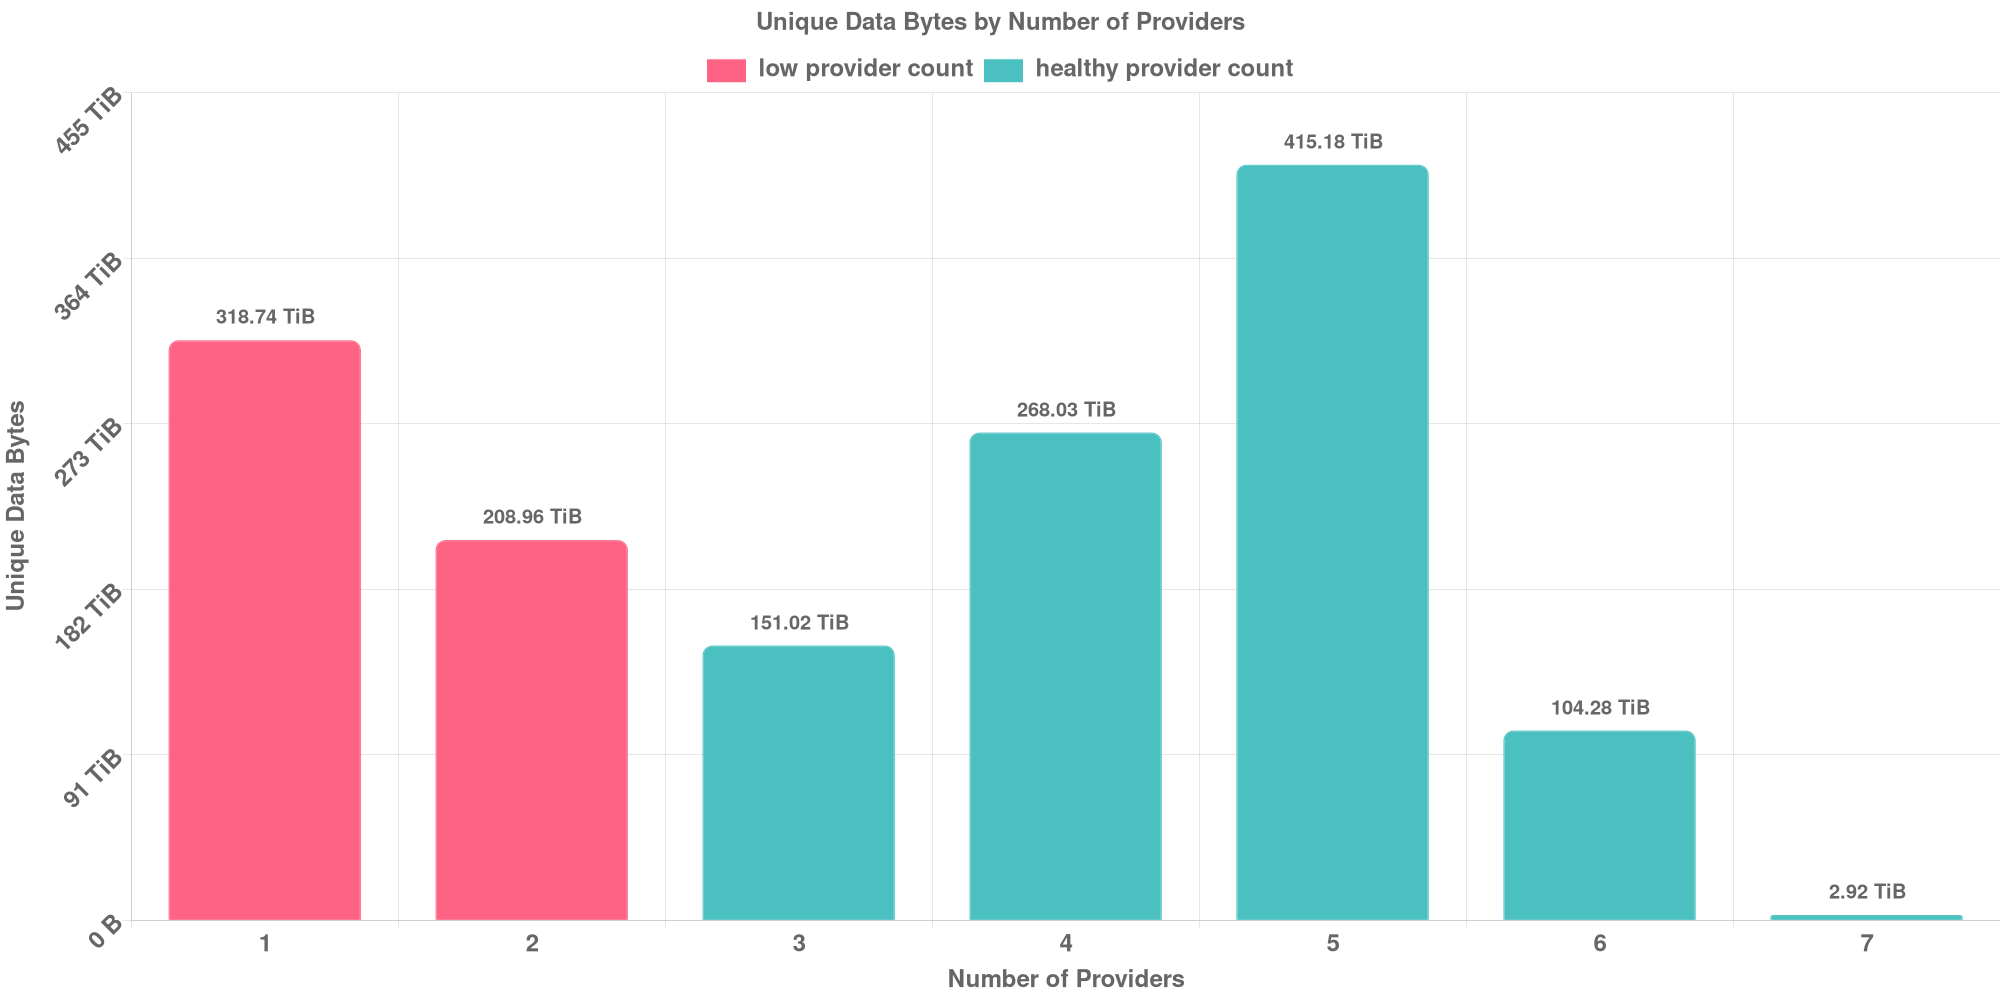 Unique Data Bytes by Number of Providers
low provider count healthy provider count
455 TiB
364 TiB
273 TiB
182 TiB
91 TiB
0 B
Unique Data Bytes
318.74 TiB
208.96 TiB
151.02 TiB
268.03 TiB
415.18 TiB
104.28 TiB
2.92 TiB
1 2 3 4 5 6 7
Number of Providers